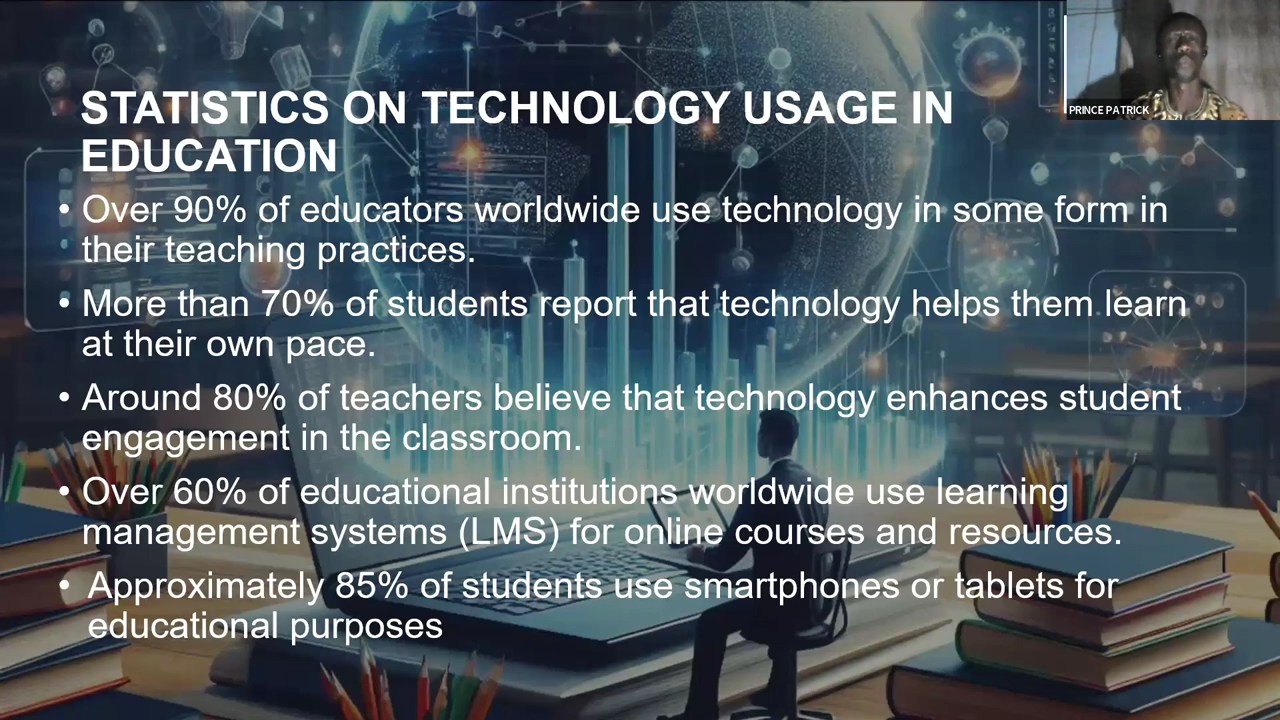 PRINCE PATRICK
STATISTICS ON TECHNOLOGY USAGE IN
EDUCATION
• Over 90% of educators worldwide use technology in some form in
their teaching practices.
• More than 70% of students report that technology helps them learn
at their own pace.
• Around 80% of teachers believe that technology enhances student
engagement in the classroom.
• Over 60% of educational institutions worldwide use learning
management systems (LMS) for online courses and resources.
• Approximately 85% of students use smartphones or tablets for
educational purposes